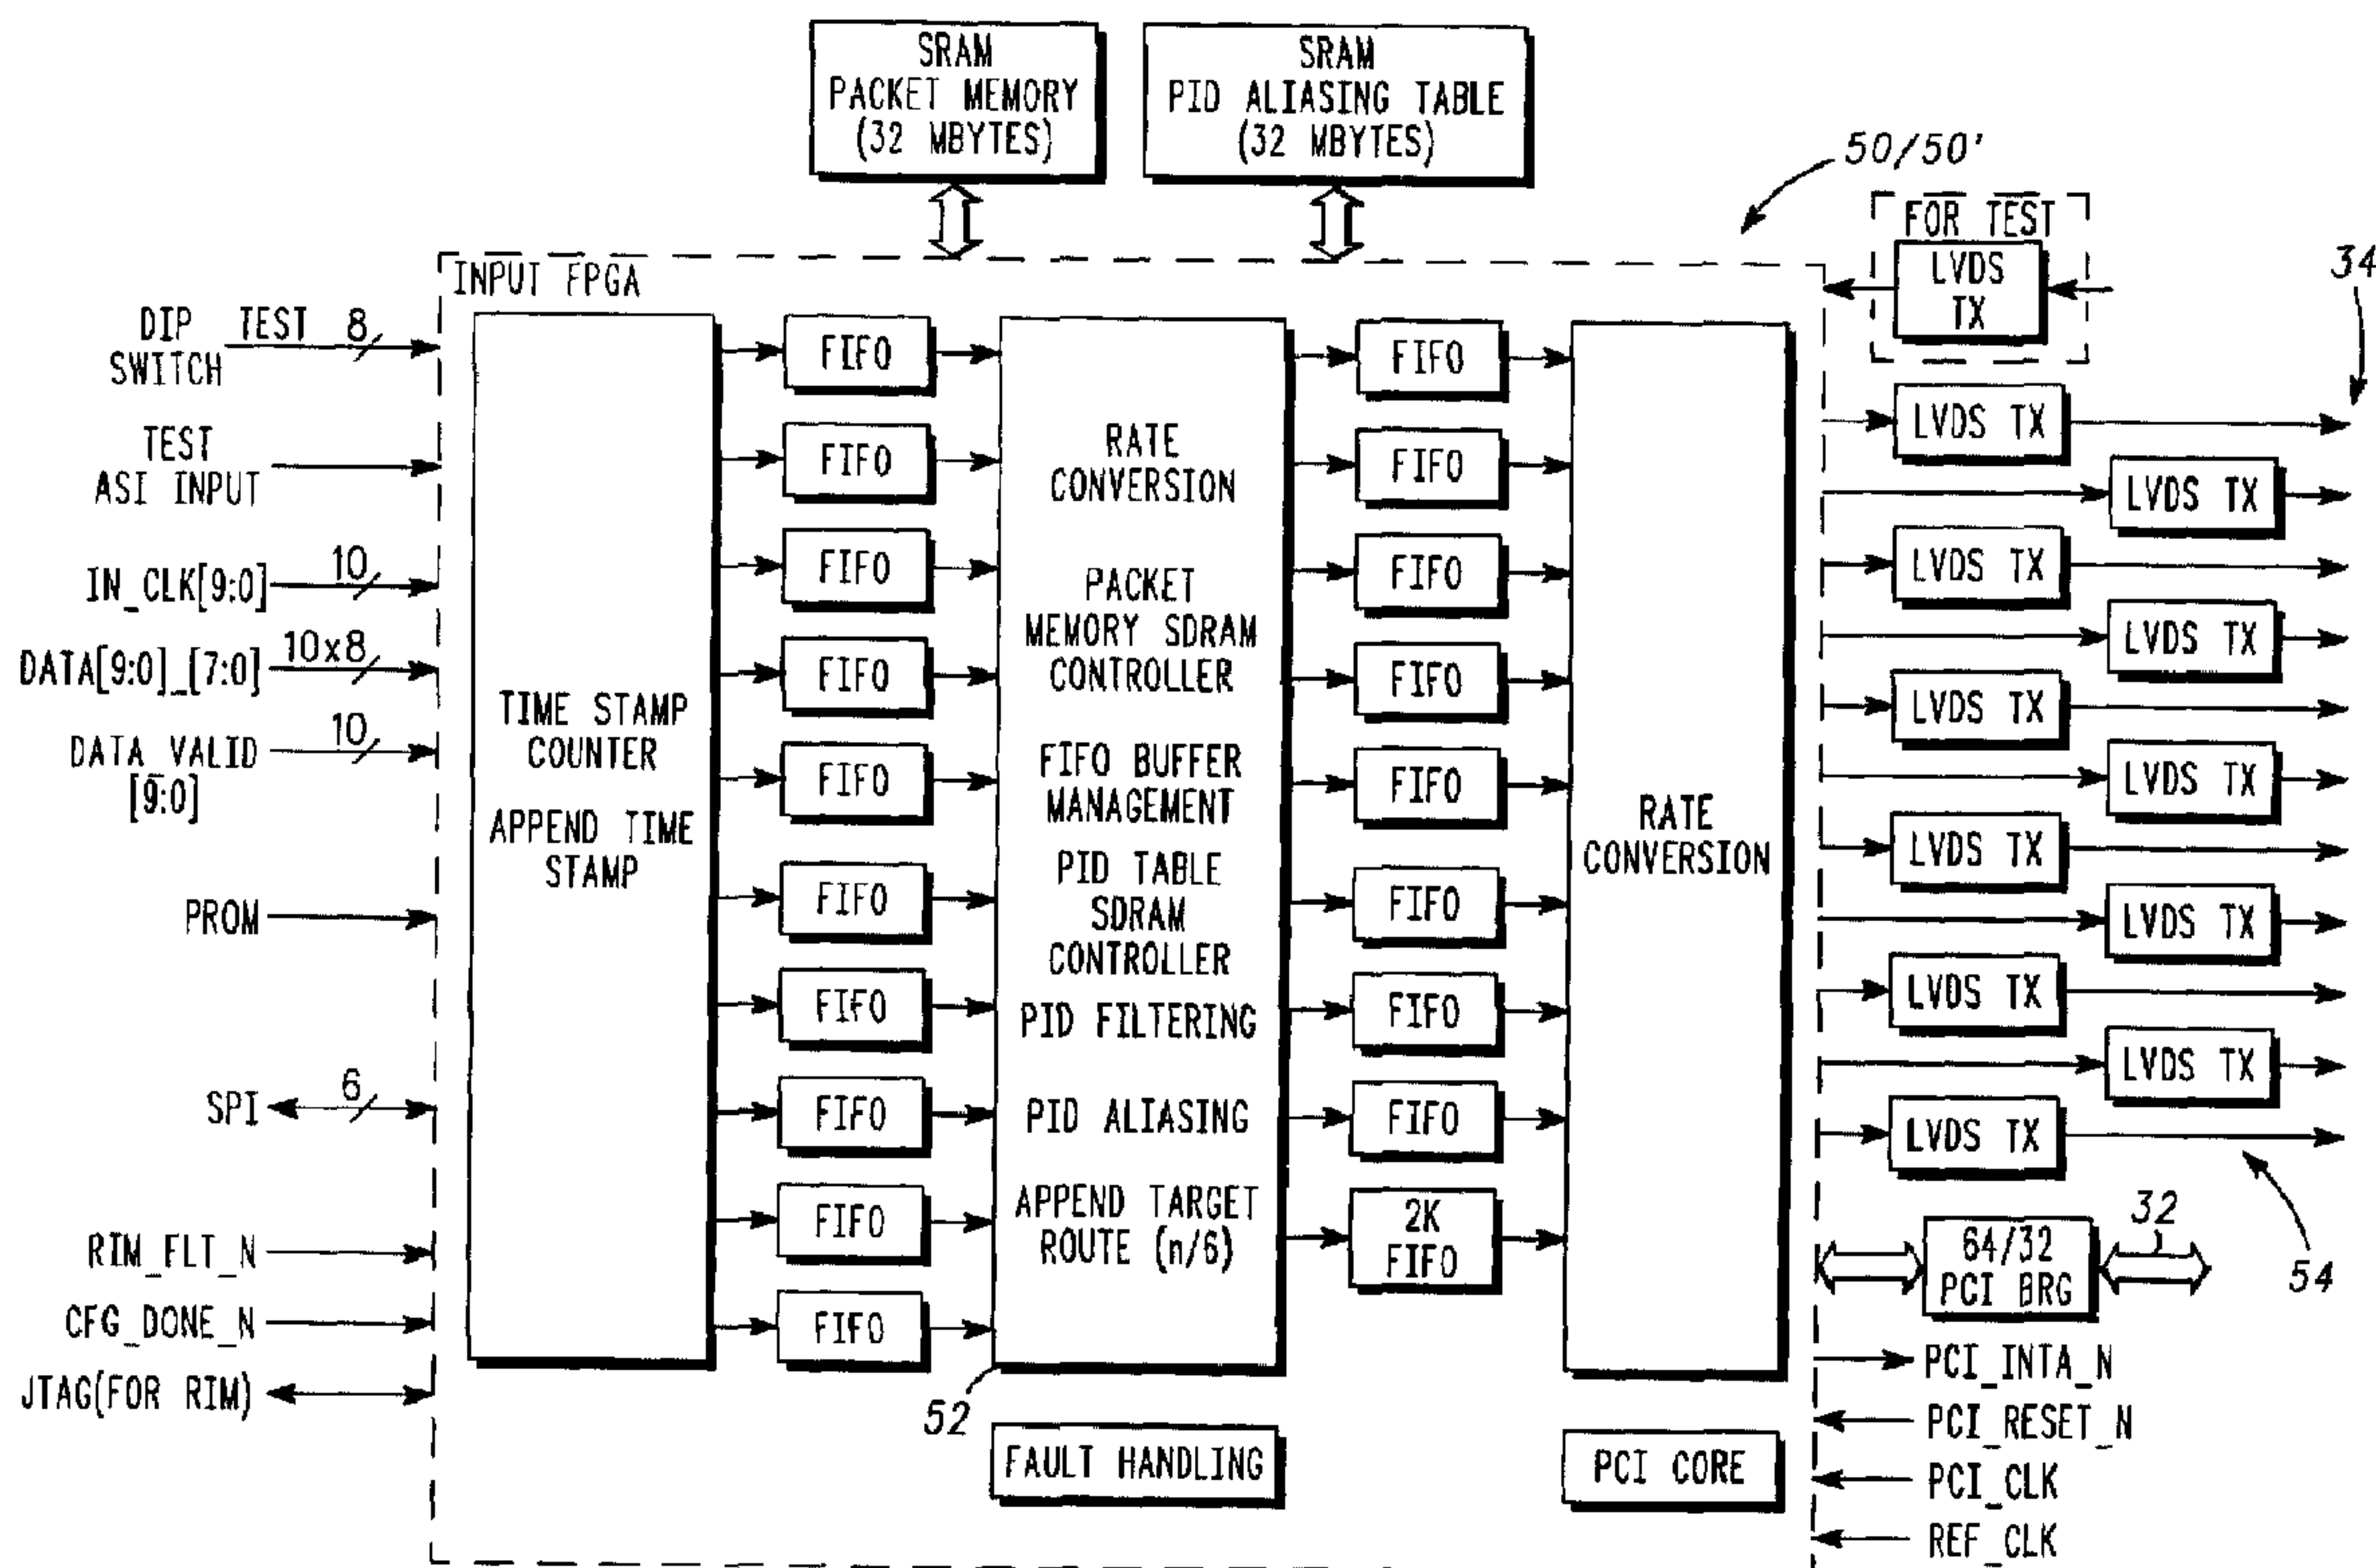 SRAM
PACKET MEMORY
(32 MBYTES)
SRAM
PID ALIASING TABLE
(32 MBYTES)
50/50'
FOR TEST
LVDS
TX
34
INPUT FPGA
DIP
SWITCH
TEST
8
TEST
ASI INPUT
IN_CLK[9:0]
10
DATA[9:0]_[7:0]
10x8
DATA VALID
[9:0]
10
PROM
SPI
6
RIM_FLT_N
CFG_DONE_N
JTAG(FOR RIM)
TIME STAMP
COUNTER
APPEND TIME
STAMP
FIFO
FIFO
FIFO
FIFO
FIFO
FIFO
FIFO
FIFO
FIFO
FIFO
RATE
CONVERSION
PACKET
MEMORY SDRAM
CONTROLLER
FIFO BUFFER
MANAGEMENT
PID TABLE
SDRAM
CONTROLLER
PID FILTERING
PID ALIASING
APPEND TARGET
ROUTE (n/6)
52
FAULT HANDLING
FIFO
FIFO
FIFO
FIFO
FIFO
FIFO
FIFO
FIFO
2K
FIFO
RATE
CONVERSION
PCI CORE
LVDS TX
LVDS TX
LVDS TX
LVDS TX
LVDS TX
LVDS TX
LVDS TX
LVDS TX
LVDS TX
LVDS TX
LVDS TX
54
64/32
PCI BRG
32
PCI_INTA_N
PCI_RESET_N
PCI_CLK
REF_CLK